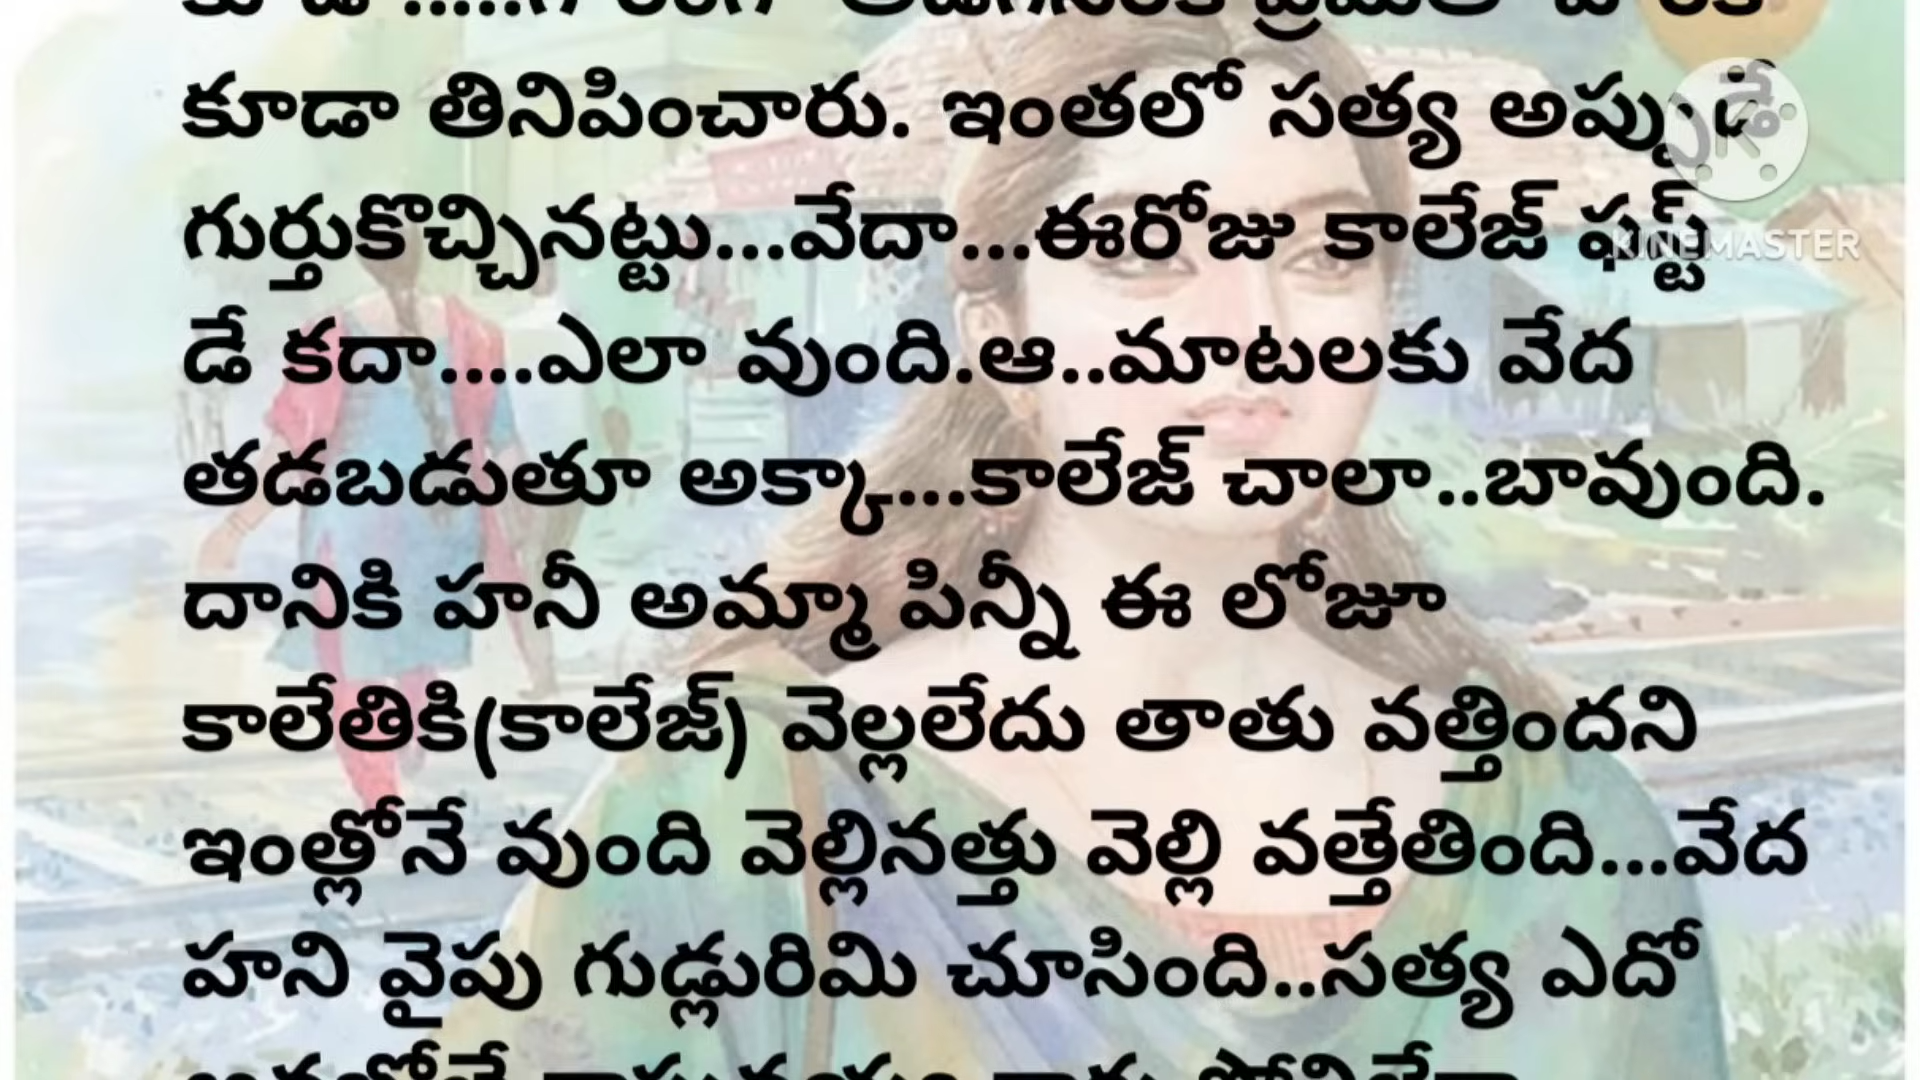 కూడా తినిపించారు. ఇంతలో సత్య అప్పుడే
గుర్తుకొచ్చినట్టు...వేదా...ఈరోజు కాలేజ్ ఫస్ట్
KINEMASTER
డే కదా....ఎలా వుంది.ఆ..మాటలకు వేద
తడబడుతూ అక్కా...కాలేజ్ చాలా..బావుంది.
దానికి హనీ అమ్మా పిన్నీ ఈ లోజూ
కాలేతికి(కాలేజ్) వెల్లలేదు తాతు వత్తిందని
ఇంత్లోనే వుంది వెల్లినత్తు వెల్లి వత్తేతింది...వేద
హని వైపు గుడ్లురిమి చూసింది..సత్య ఎదో